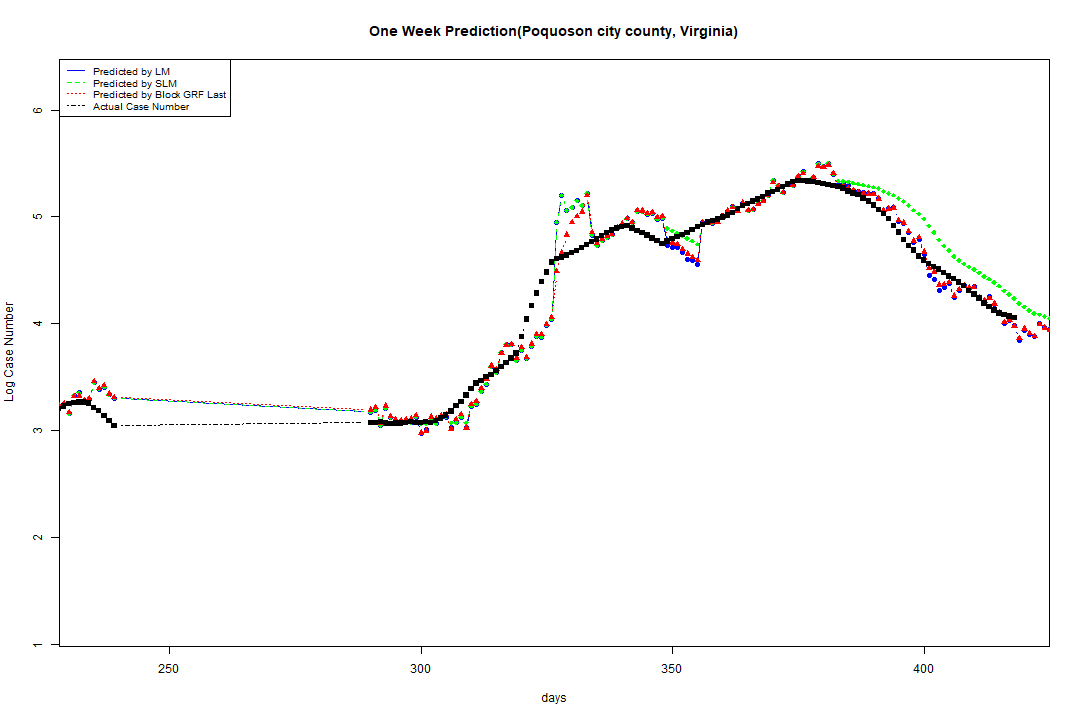 One Week Prediction(Poquoson city county, Virginia)
Predicted by LM
Predicted by SLM
Predicted by Block GRF Last
Actual Case Number
Log Case Number
6
5
4
3
2
1
250 300 350 400
days